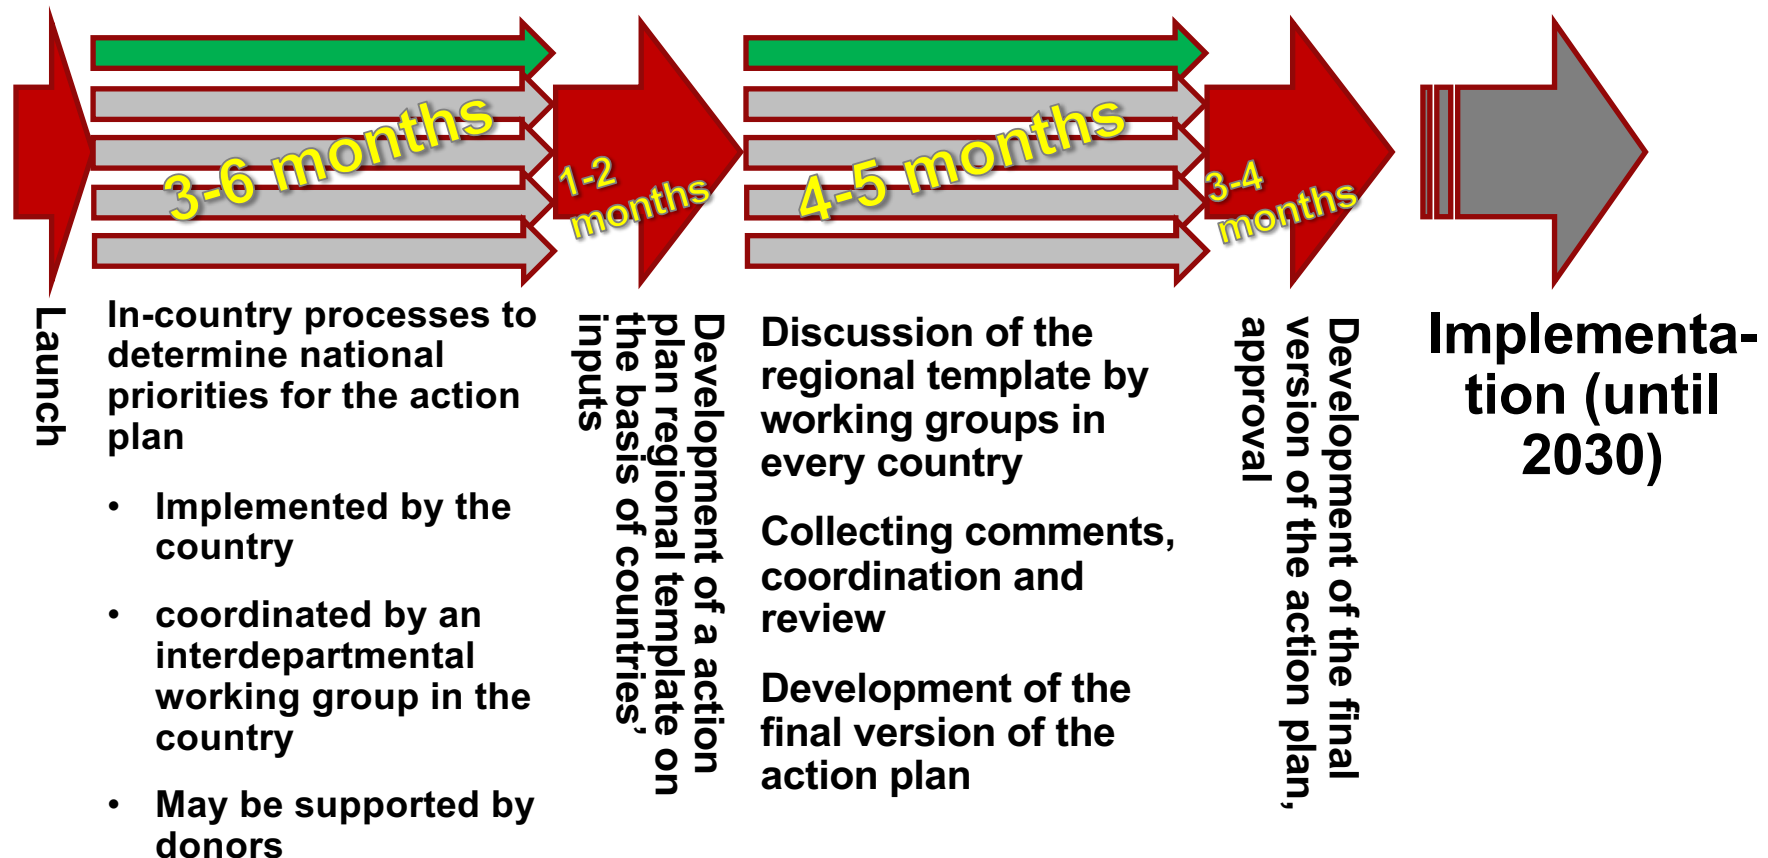 3-6 months
1-2
months
4-5 months
3-4
months
Launch
In-country processes to
determine national
priorities for the action
plan
• Implemented by the
country
• coordinated by an
interdepartmental
working group in the
country
• May be supported by
donors
Development of a action
plan regional template on
the basis of countries’
inputs
Discussion of the
regional template by
working groups in
every country
Collecting comments,
coordination and
review
Development of the
final version of the
action plan
Development of the final
version of the action plan,
approval
Implementa-
tion (until
2030)